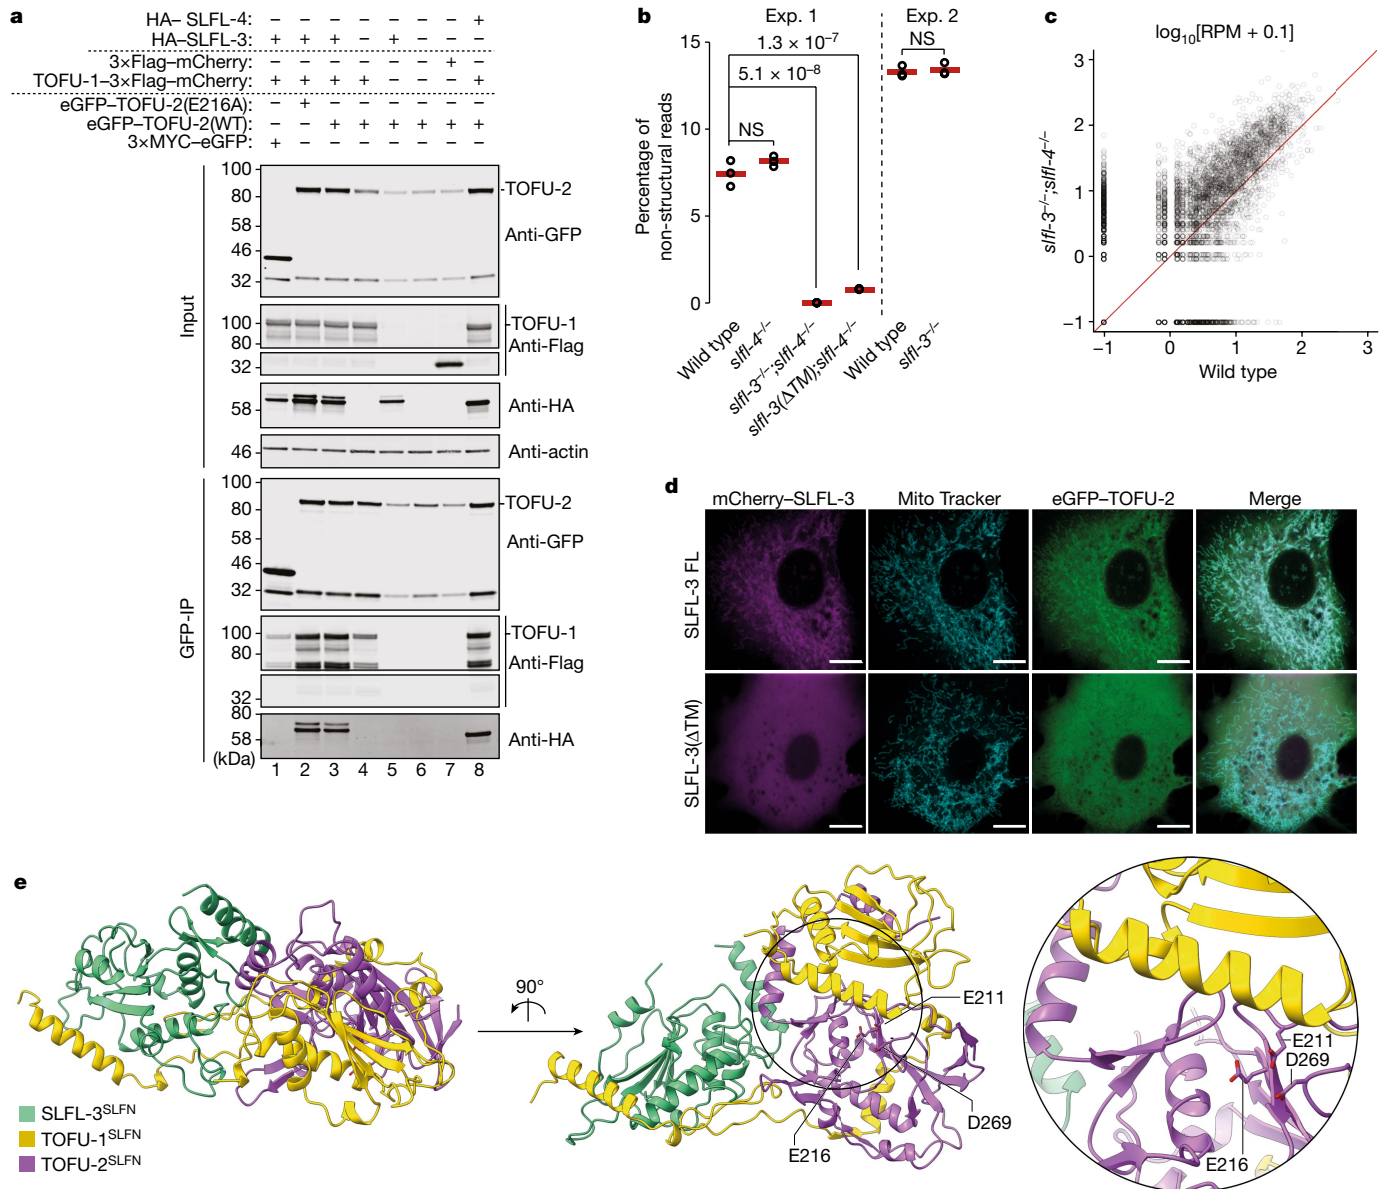 a
HA– SLFL-4: – – – – – – – +
HA–SLFL-3: + + + – + – – –
3×Flag–mCherry: – – – – – – + –
TOFU-1–3×Flag–mCherry: + + + + – – – +
eGFP–TOFU-2(E216A): – + – – – – – –
eGFP–TOFU-2(WT): – – + + + + + +
3×MYC–eGFP: + – – – – – – –
Input
100
80
58
46
32
TOFU-2
Anti-GFP
100
80
TOFU-1
Anti-Flag
32
58
Anti-HA
46
Anti-actin
GFP-IP
100
80
58
46
32
TOFU-2
Anti-GFP
100
80
TOFU-1
Anti-Flag
32
80
58
Anti-HA
(kDa)
1 2 3 4 5 6 7 8
b
Exp. 1
Exp. 2
Percentage of
non-structural reads
15
10
5
0
1.3 × 10–7
5.1 × 10–8
NS
NS
Wild type
slfl-4–/–
slfl-3–/–;slfl-4–/–
slfl-3(ΔTM);slfl-4–/–
Wild type
slfl-3–/–
c
log10[RPM + 0.1]
slfl-3–/–;slfl-4–/–
3
2
1
0
–1
–1 0 1 2 3
Wild type
d
mCherry–SLFL-3 Mito Tracker eGFP–TOFU-2 Merge
SLFL-3 FL
SLFL-3(ΔTM)
e
90°
E211
D269
E216
E211
D269
E216
SLFL-3SLFN
TOFU-1SLFN
TOFU-2SLFN